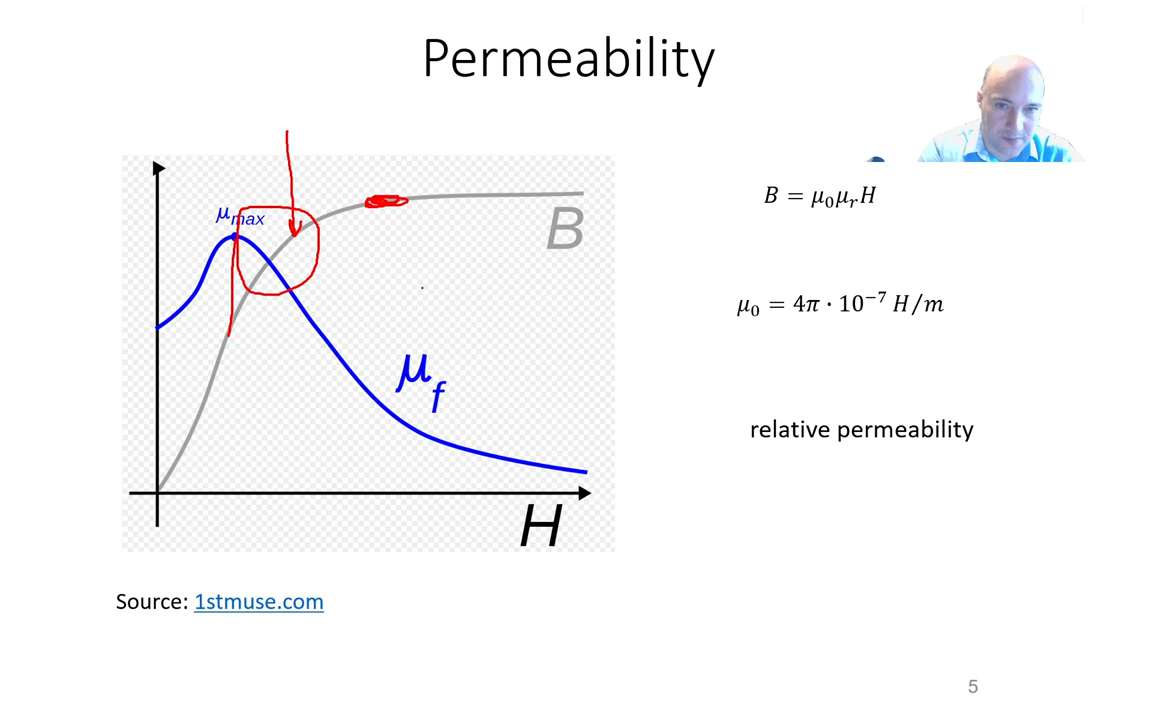 Permeability
μmax
B
B = μ₀μᵣH
μ₀ = 4π · 10⁻⁷ H/m
μf
relative permeability
H
Source: 1stmuse.com
5